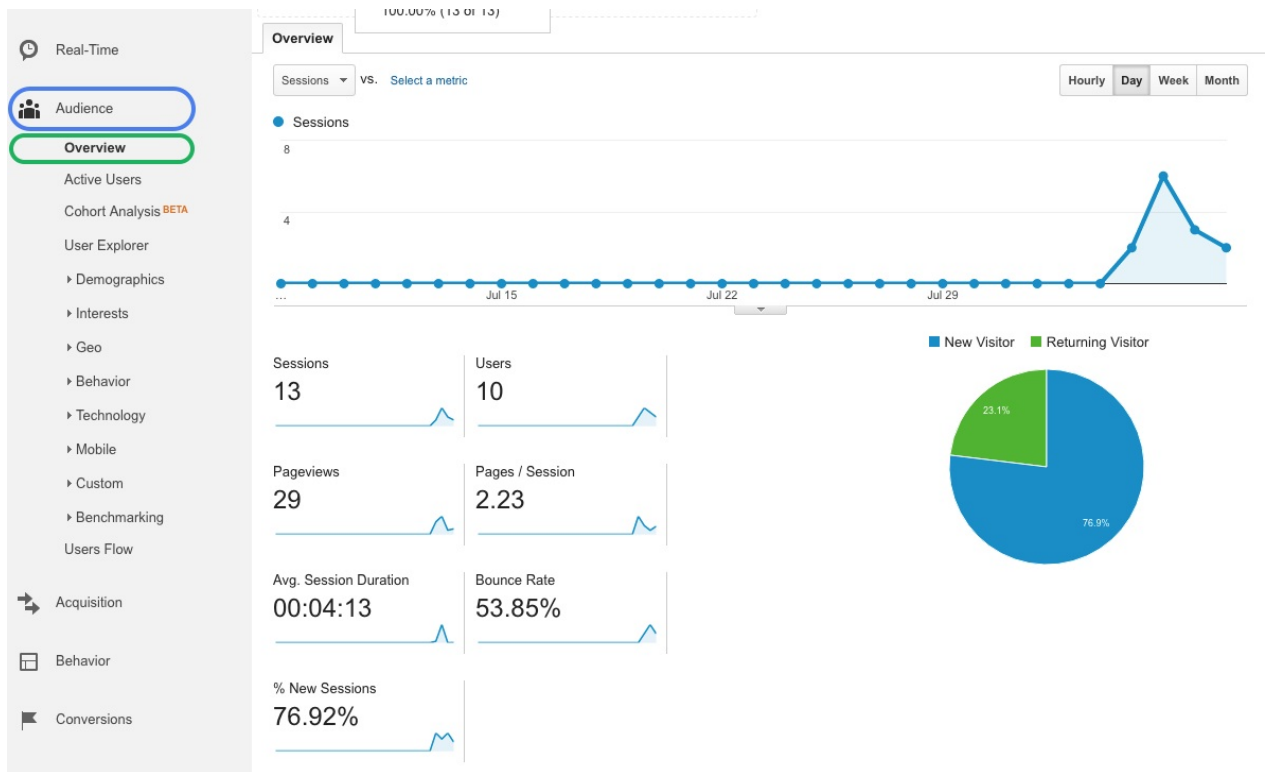 100.00% (13 of 13)
Real-Time
Audience
Overview
Active Users
Cohort Analysis BETA
User Explorer
Demographics
Interests
Geo
Behavior
Technology
Mobile
Custom
Benchmarking
Users Flow
Acquisition
Behavior
Conversions
Overview
Sessions VS. Select a metric
Hourly Day Week Month
Sessions
8
4
... Jul 15 Jul 22 Jul 29
New Visitor Returning Visitor
23.1%
76.9%
Sessions
13
Users
10
Pageviews
29
Pages / Session
2.23
Avg. Session Duration
00:04:13
Bounce Rate
53.85%
% New Sessions
76.92%